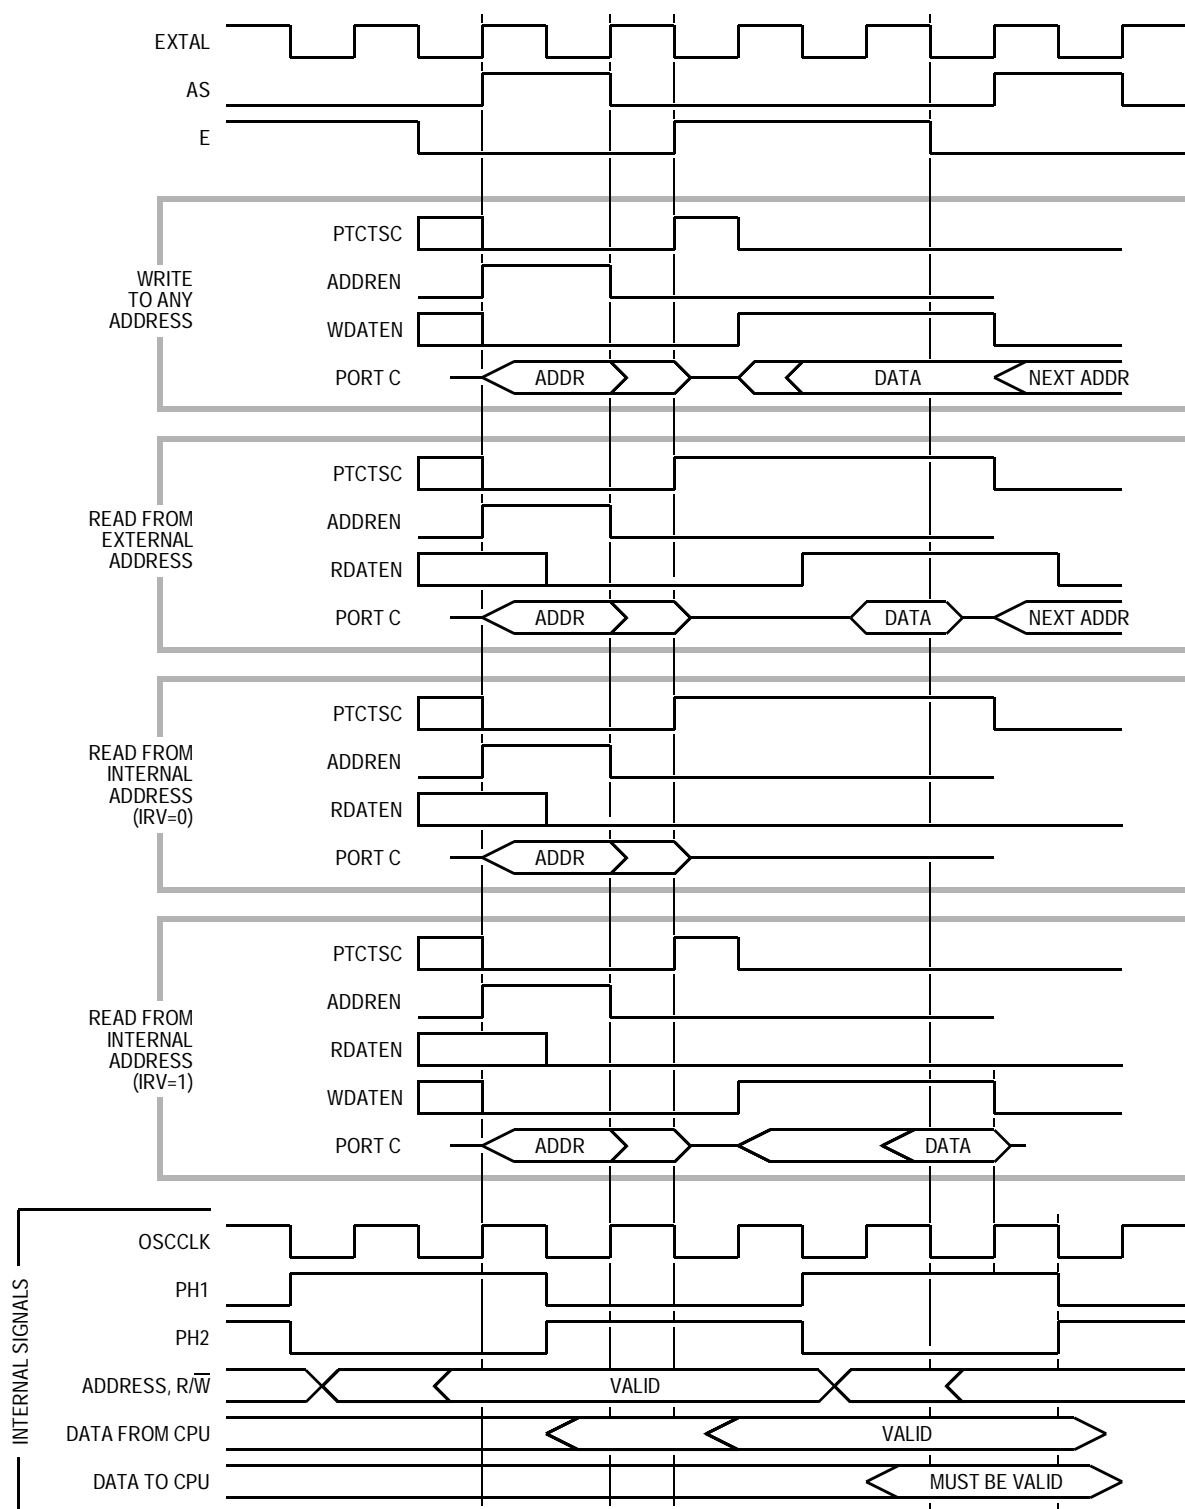 EXTAL
AS
E
WRITE
TO ANY
ADDRESS
PTCTSC
ADDREN
WDATEN
PORT C
ADDR
DATA
NEXT ADDR
READ FROM
EXTERNAL
ADDRESS
PTCTSC
ADDREN
RDATEN
PORT C
ADDR
DATA
NEXT ADDR
READ FROM
INTERNAL
ADDRESS
(IRV=0)
PTCTSC
ADDREN
RDATEN
PORT C
ADDR
READ FROM
INTERNAL
ADDRESS
(IRV=1)
PTCTSC
ADDREN
RDATEN
WDATEN
PORT C
ADDR
DATA
INTERNAL SIGNALS
OSCCLK
PH1
PH2
ADDRESS, R/W̅
VALID
DATA FROM CPU
VALID
DATA TO CPU
MUST BE VALID